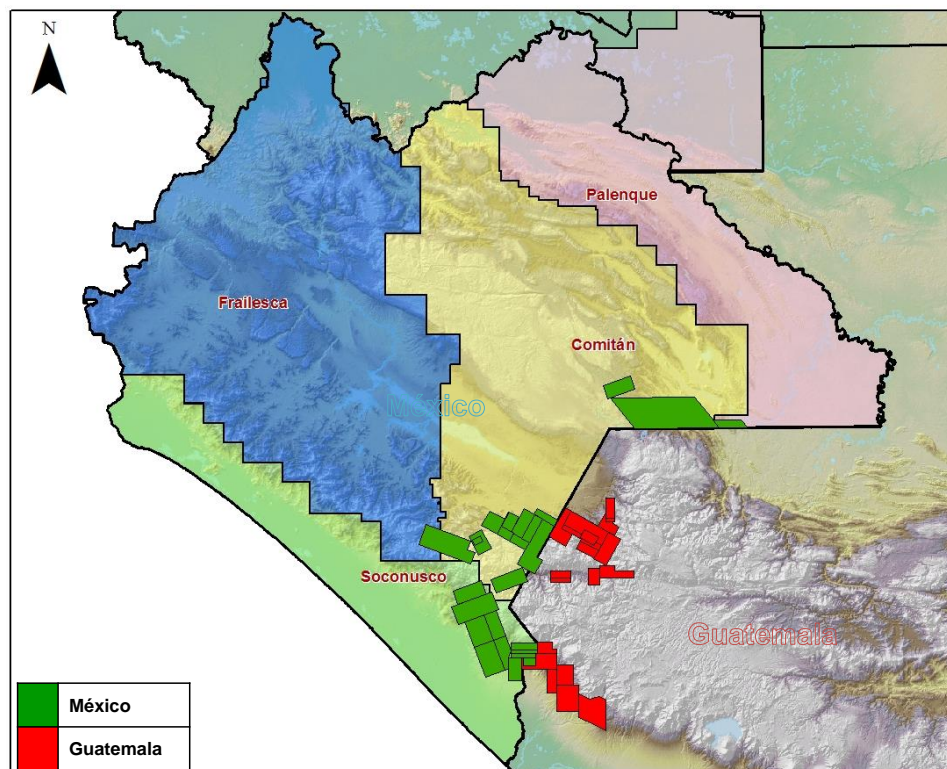 N
Palenque
Frailesca
Comitán
México
Soconusco
Guatemala
México
Guatemala